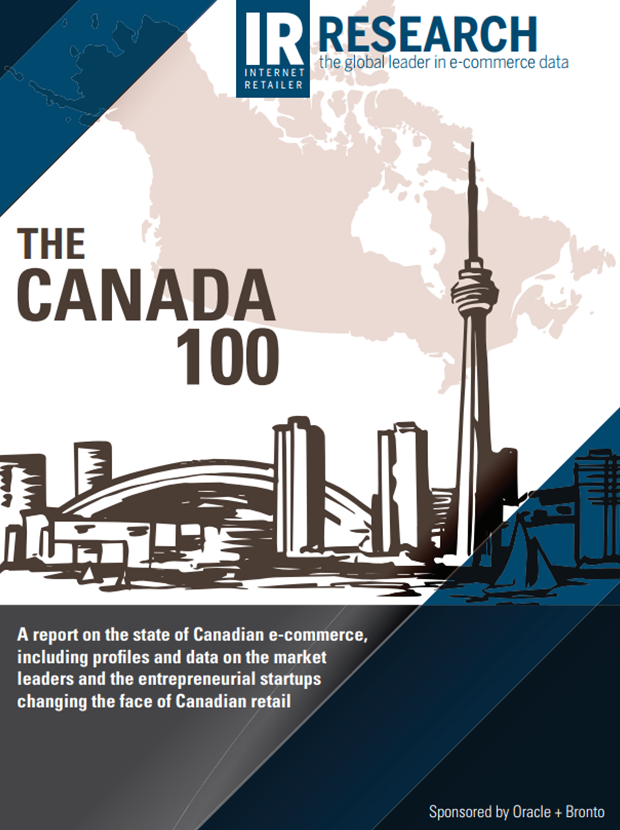 IR
INTERNET
RETAILER
RESEARCH
the global leader in e-commerce data
THE
CANADA
100
A report on the state of Canadian e-commerce,
including profiles and data on the market
leaders and the entrepreneurial startups
changing the face of Canadian retail
Sponsored by Oracle + Bronto